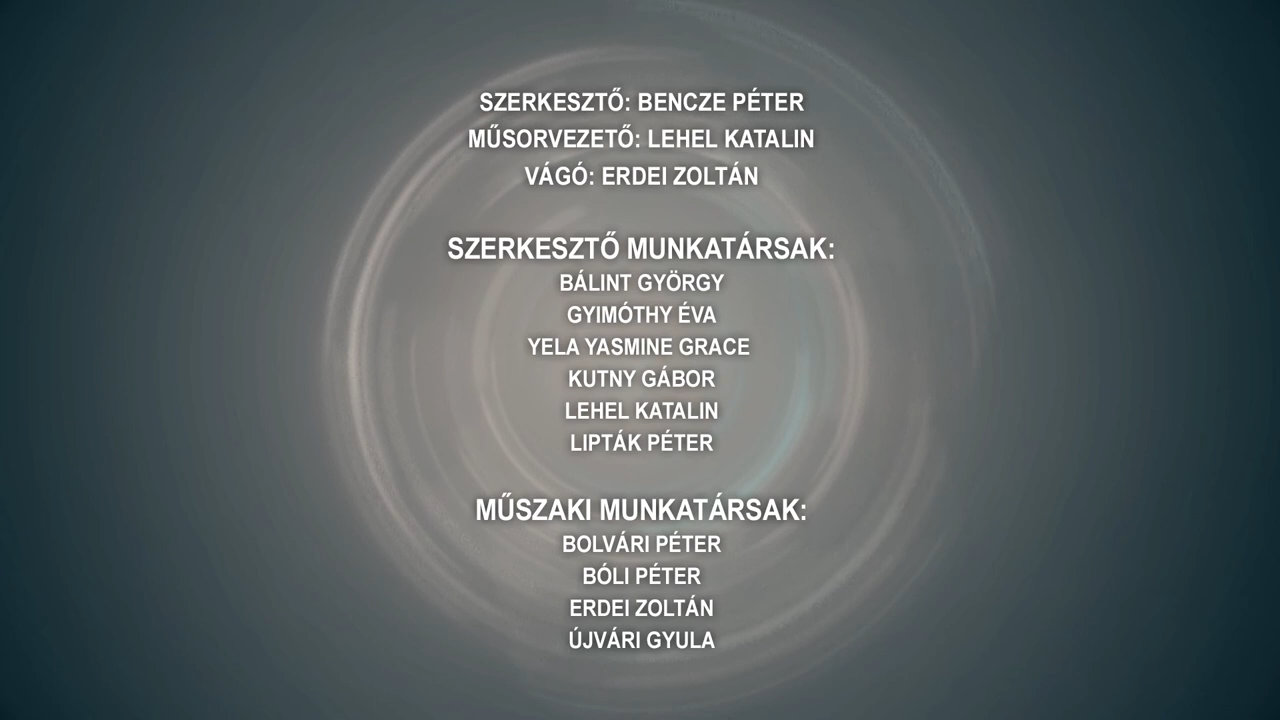 SZERKESZTŐ: BENCZE PÉTER
MŰSORVEZETŐ: LEHEL KATALIN
VÁGÓ: ERDEI ZOLTÁN
SZERKESZTŐ MUNKATÁRSAK:
BÁLINT GYÖRGY
GYIMÓTHY ÉVA
YELA YASMINE GRACE
KUTNY GÁBOR
LEHEL KATALIN
LIPTÁK PÉTER
MŰSZAKI MUNKATÁRSAK:
BOLVÁRI PÉTER
BÓLI PÉTER
ERDEI ZOLTÁN
ÚJVÁRI GYULA